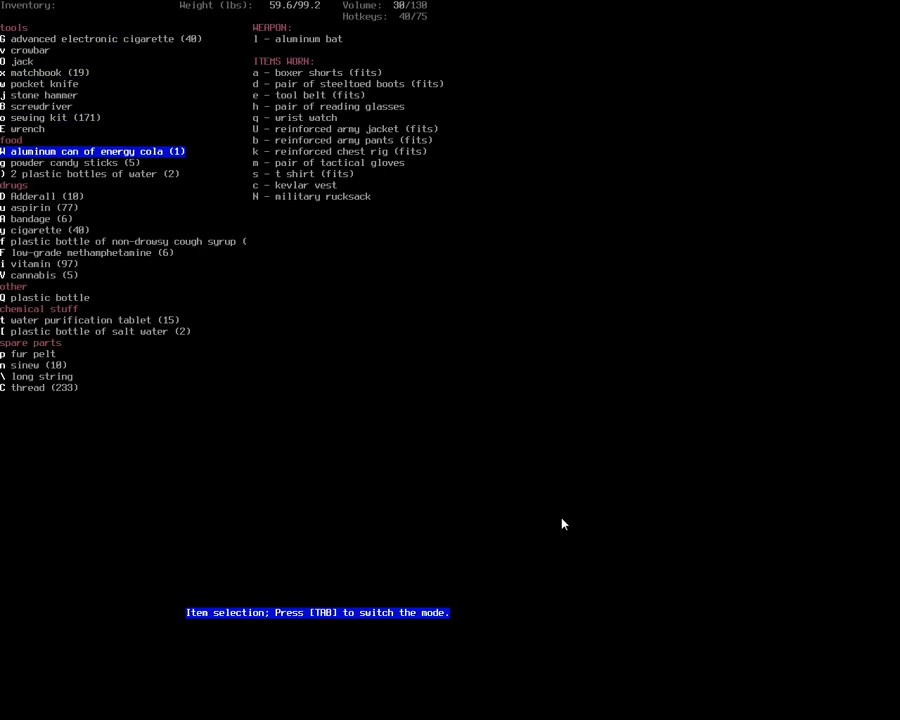 Inventory: Weight (lbs): 59.6/99.2 Volume: 30/130
Hotkeys: 40/75
tools
G advanced electronic cigarette (40)
v crowbar
O jack
x matchbook (19)
w pocket knife
j stone hammer
B screwdriver
o sewing kit (171)
E wrench
food
W aluminum can of energy cola (1)
g powder candy sticks (5)
) 2 plastic bottles of water (2)
drugs
D Adderall (10)
u aspirin (77)
A bandage (6)
y cigarette (40)
f plastic bottle of non-drowsy cough syrup (
F low-grade methamphetamine (6)
i vitamin (97)
V cannabis (5)
other
Q plastic bottle
chemical stuff
t water purification tablet (15)
[ plastic bottle of salt water (2)
spare parts
p fur pelt
n sinew (10)
\ long string
C thread (233)
WEAPON:
l - aluminum bat
ITEMS WORN:
a - boxer shorts (fits)
d - pair of steeltoed boots (fits)
e - tool belt (fits)
h - pair of reading glasses
q - wrist watch
U - reinforced army jacket (fits)
b - reinforced army pants (fits)
k - reinforced chest rig (fits)
m - pair of tactical gloves
s - t shirt (fits)
c - kevlar vest
N - military rucksack
Item selection; Press [TAB] to switch the mode.